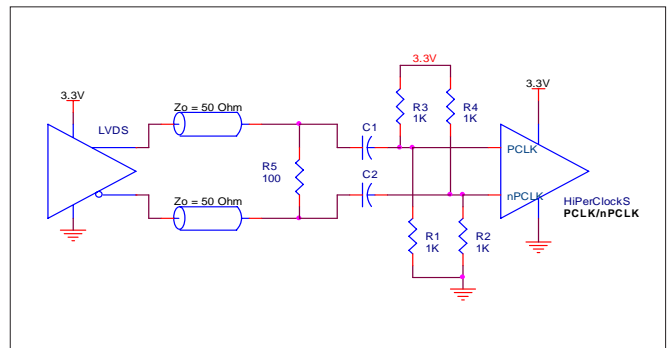 3.3V
3.3V
3.3V
Zo = 50 Ohm
LVDS
C1
R3
1K
R4
1K
PCLK
R5
100
C2
nPCLK
Zo = 50 Ohm
HiPerClockS
PCLK/nPCLK
R1
1K
R2
1K